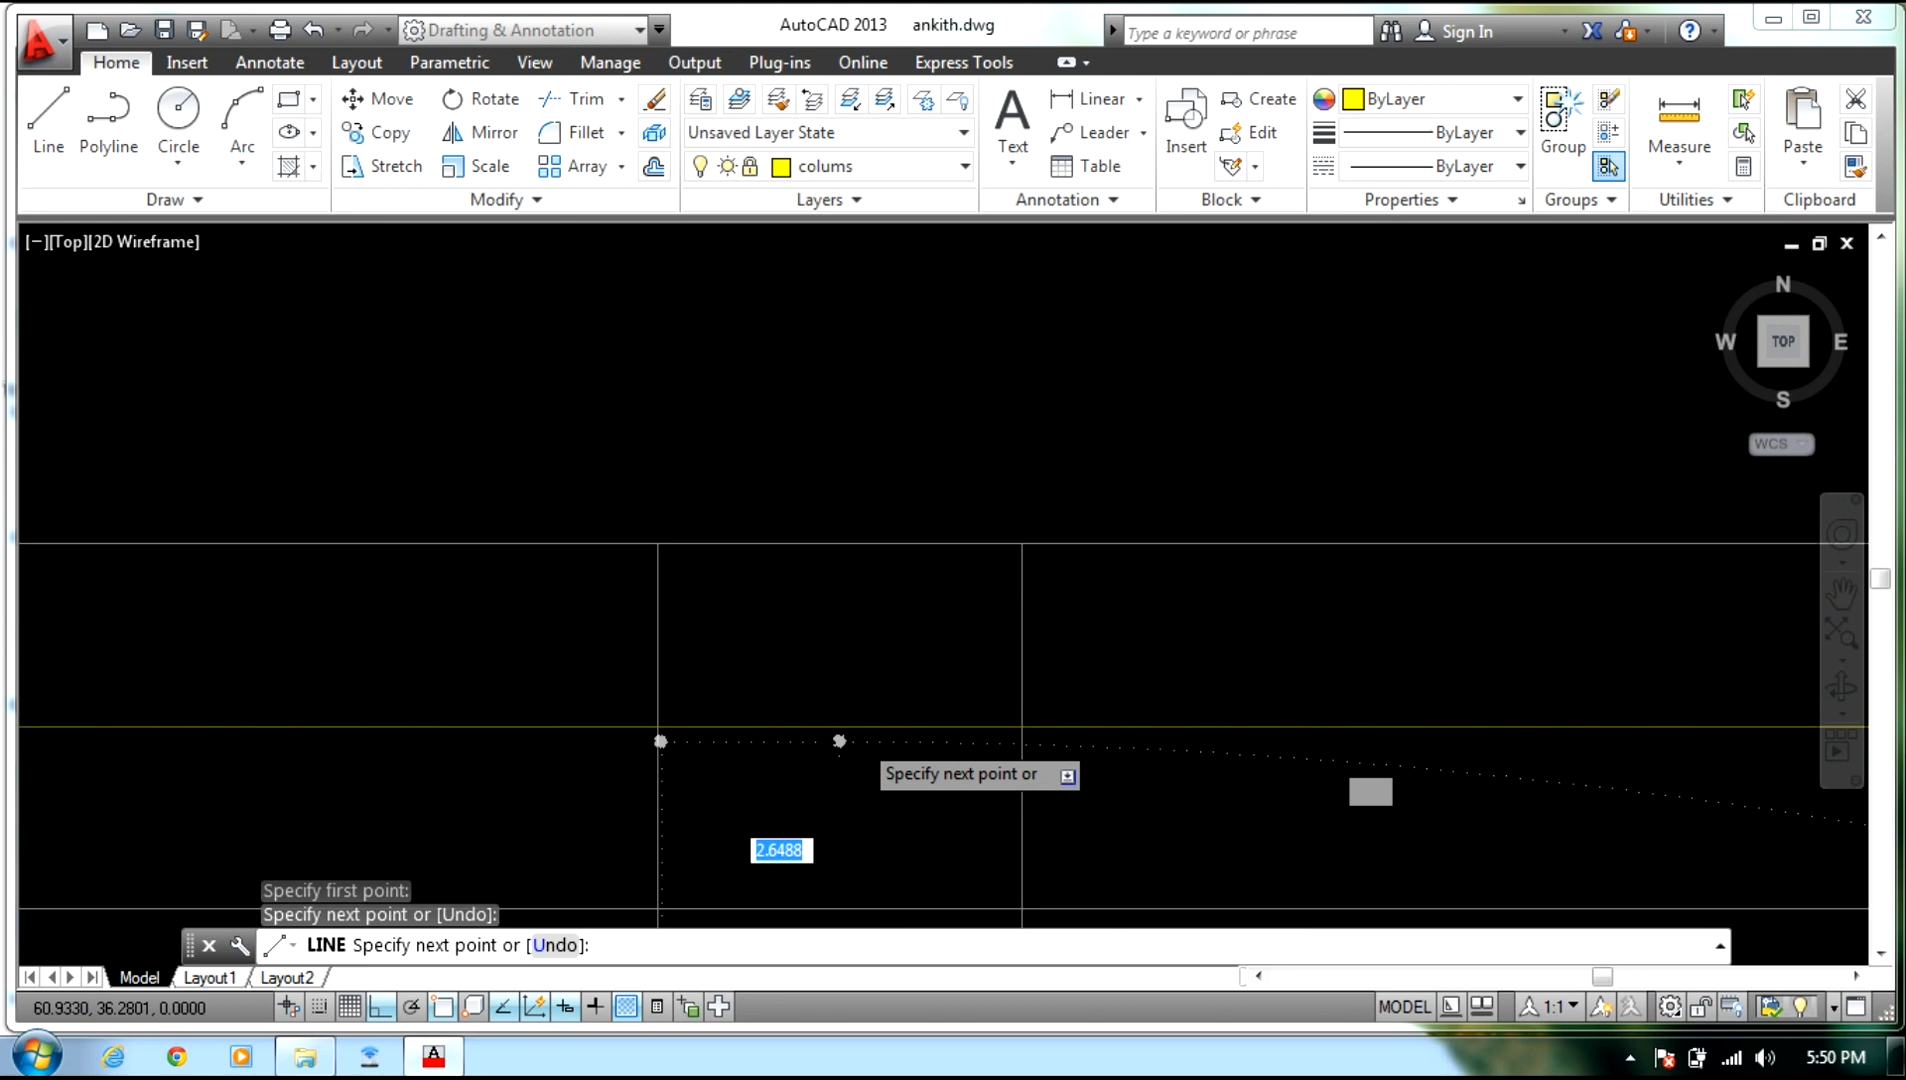 Drafting & Annotation
AutoCAD 2013 ankith.dwg
Type a keyword or phrase
Sign In
Home Insert Annotate Layout Parametric View Manage Output Plug-ins Online Express Tools
Line Polyline Circle Arc
Draw
Move Rotate Trim
Copy Mirror Fillet
Stretch Scale Array
Modify
Unsaved Layer State
colums
Layers
Text
Linear
Leader
Table
Annotation
Insert
Create
Edit
Block
ByLayer
ByLayer
ByLayer
Properties
Group
Groups
Measure
Utilities
Paste
Clipboard
[−][Top][2D Wireframe]
N
W TOP E
S
WCS
Specify next point or
2.6488
Specify first point:
Specify next point or [Undo]:
LINE Specify next point or [Undo]:
Model Layout1 Layout2
60.9330, 36.2801, 0.0000
MODEL
1:1
5:50 PM